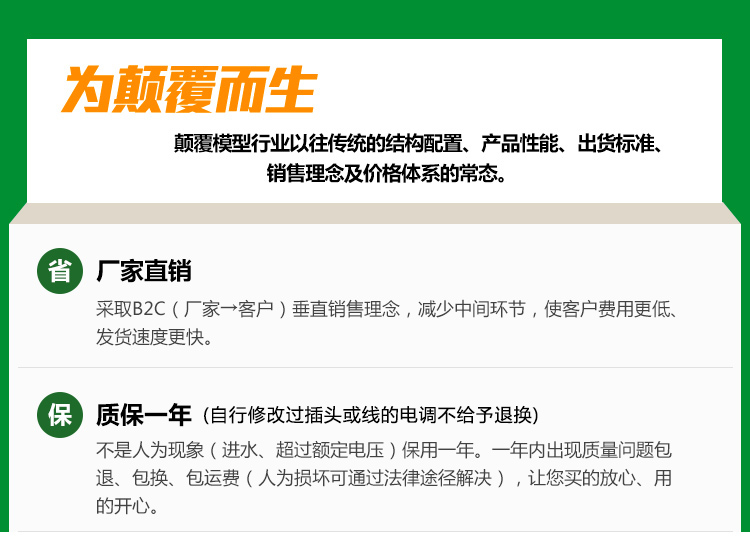 为颠覆而生
颠覆模型行业以往传统的结构配置、产品性能、出货标准、
销售理念及价格体系的常态。
省 厂家直销
采取B2C（厂家→客户）垂直销售理念，减少中间环节，使客户费用更低、
发货速度更快。
保 质保一年 (自行修改过插头或线的电调不给予退换)
不是人为现象（进水、超过额定电压）保用一年。一年内出现质量问题包
退、包换、包运费（人为损坏可通过法律途径解决），让您买的放心、用
的开心。